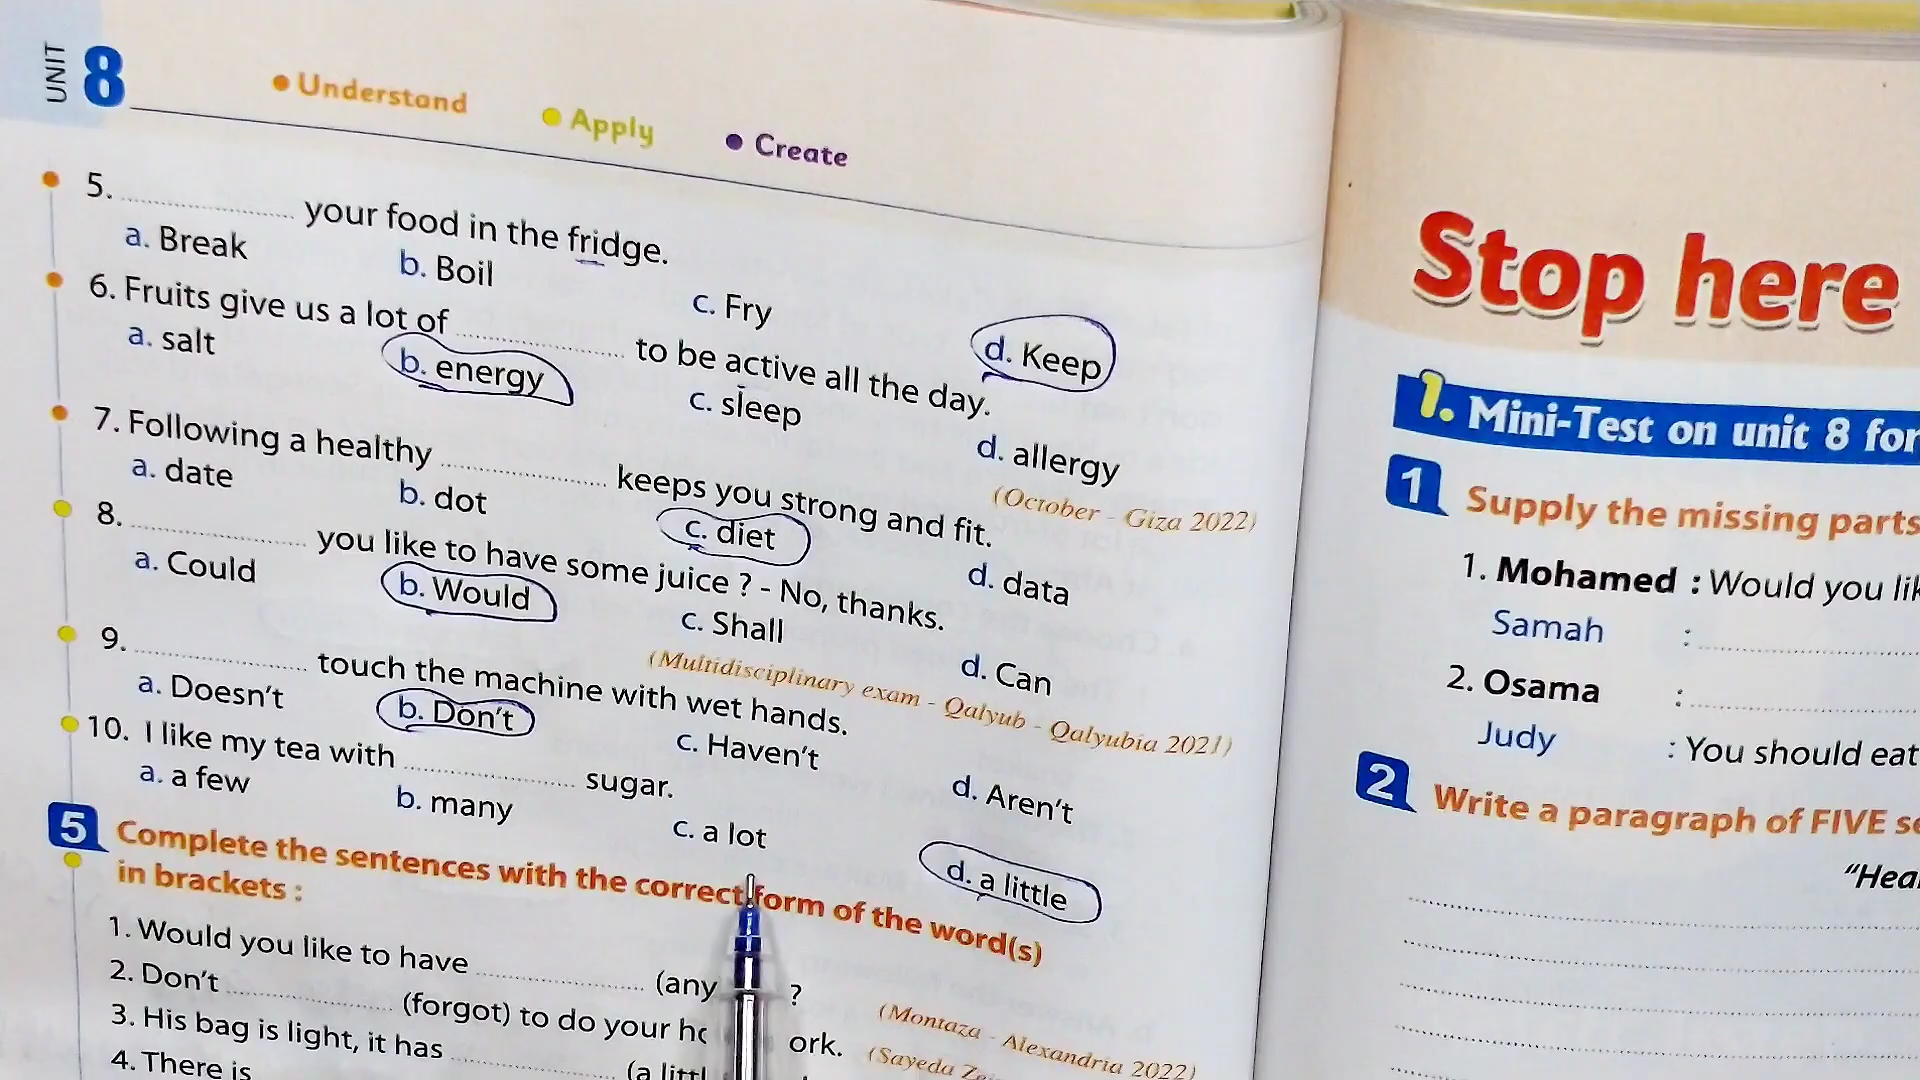 UNIT 8
Understand Apply Create
5. ............ your food in the fridge.
a. Break b. Boil c. Fry d. Keep
6. Fruits give us a lot of ............ to be active all the day.
a. salt b. energy c. sleep d. allergy
7. Following a healthy ............ keeps you strong and fit. (October - Giza 2022)
a. date b. dot c. diet d. data
8. ............ you like to have some juice ? - No, thanks.
a. Could b. Would c. Shall d. Can
(Multidisciplinary exam - Qalyub - Qalyubia 2021)
9. ............ touch the machine with wet hands.
a. Doesn't b. Don't c. Haven't d. Aren't
10. I like my tea with ............ sugar.
a. a few b. many c. a lot d. a little
5 Complete the sentences with the correct form of the word(s)
in brackets :
1. Would you like to have ............ (any ? (Montaza - Alexandria 2022)
2. Don't ............ (forgot) to do your ork. (Sayeda
3. His bag is light, it has ............
4. There is
Stop here
1. Mini-Test on unit 8 for
1 Supply the missing parts
1. Mohamed : Would you
Samah : ............
2. Osama : ............
Judy : You should eat
2 Write a paragraph of FIVE